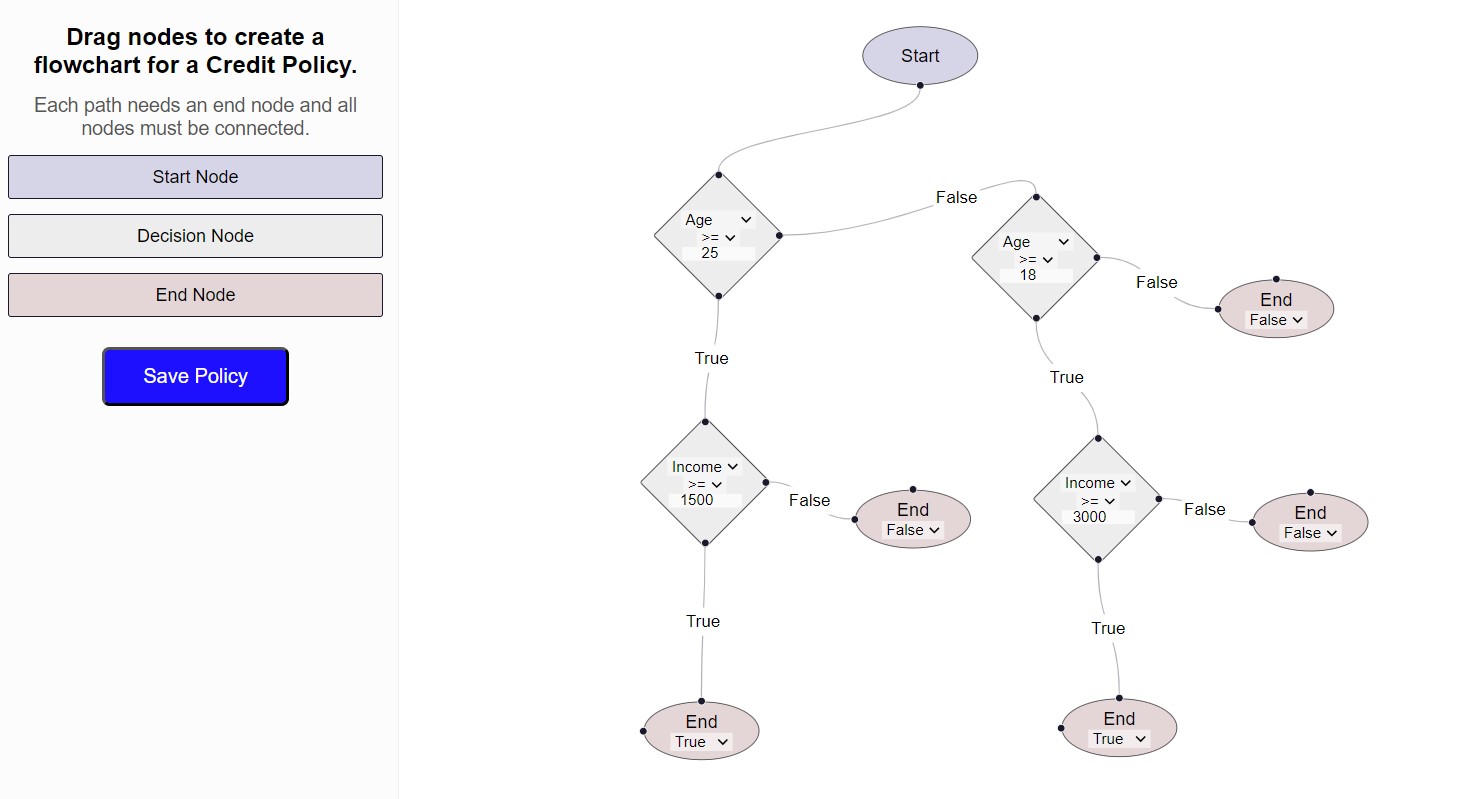 Drag nodes to create a
flowchart for a Credit Policy.
Each path needs an end node and all
nodes must be connected.
Start Node
Decision Node
End Node
Save Policy
Start
Age
>=
25
False
Age
>=
18
False
End
False
True
True
Income
>=
1500
False
End
False
Income
>=
3000
False
End
False
True
True
End
True
End
True